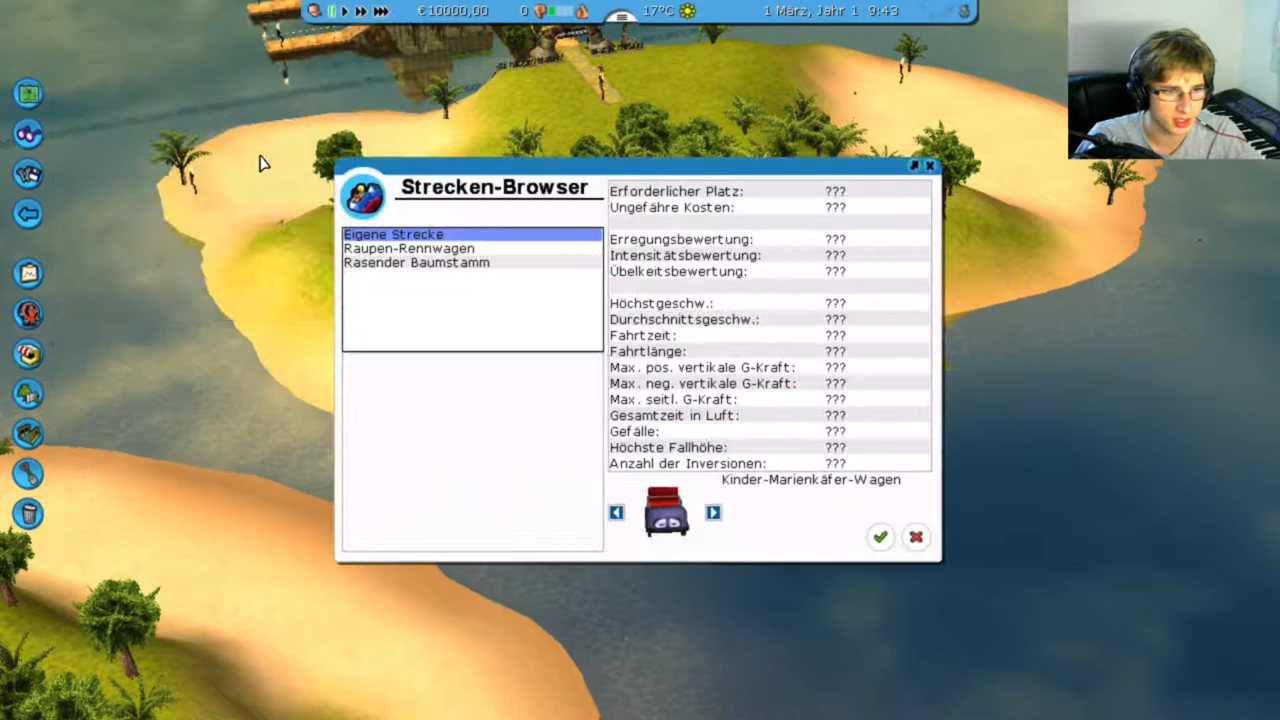 €10000,00 0 17°C 1 März, Jahr 1 9:43
Strecken-Browser
Eigene Strecke
Raupen-Rennwagen
Rasender Baumstamm
Erforderlicher Platz: ???
Ungefähre Kosten: ???
Erregungsbewertung: ???
Intensitätsbewertung: ???
Übelkeitsbewertung: ???
Höchstgeschw.: ???
Durchschnittsgeschw.: ???
Fahrtzeit: ???
Fahrtlänge: ???
Max. pos. vertikale G-Kraft: ???
Max. neg. vertikale G-Kraft: ???
Max. seitl. G-Kraft: ???
Gesamtzeit in Luft: ???
Gefälle: ???
Höchste Fallhöhe: ???
Anzahl der Inversionen: ???
Kinder-Marienkäfer-Wagen